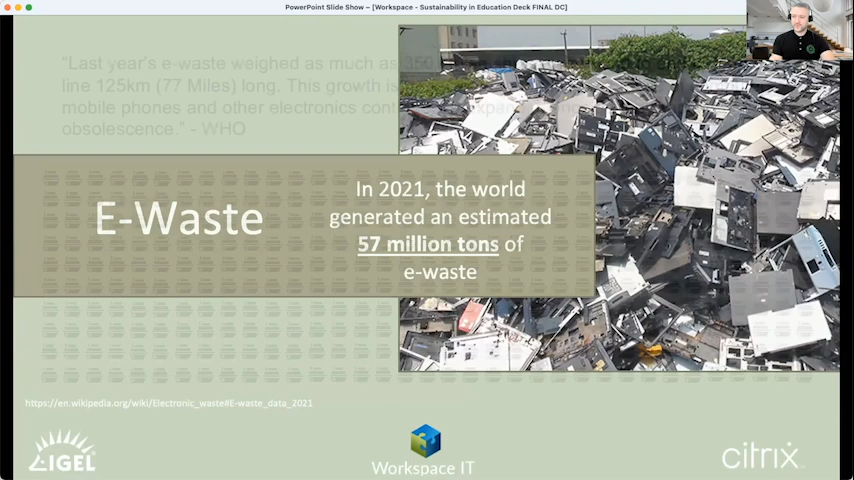 PowerPoint Slide Show – [Workspace - Sustainability in Education Deck FINAL DC]
“Last year’s e-waste weighed as much as 350
line 125km (77 Miles) long. This growth is
mobile phones and other electronics
obsolescence.” - WHO
E-Waste
In 2021, the world
generated an estimated
57 million tons of
e-waste
https://en.wikipedia.org/wiki/Electronic_waste#E-waste_data_2021
IGEL
Workspace IT
citrix